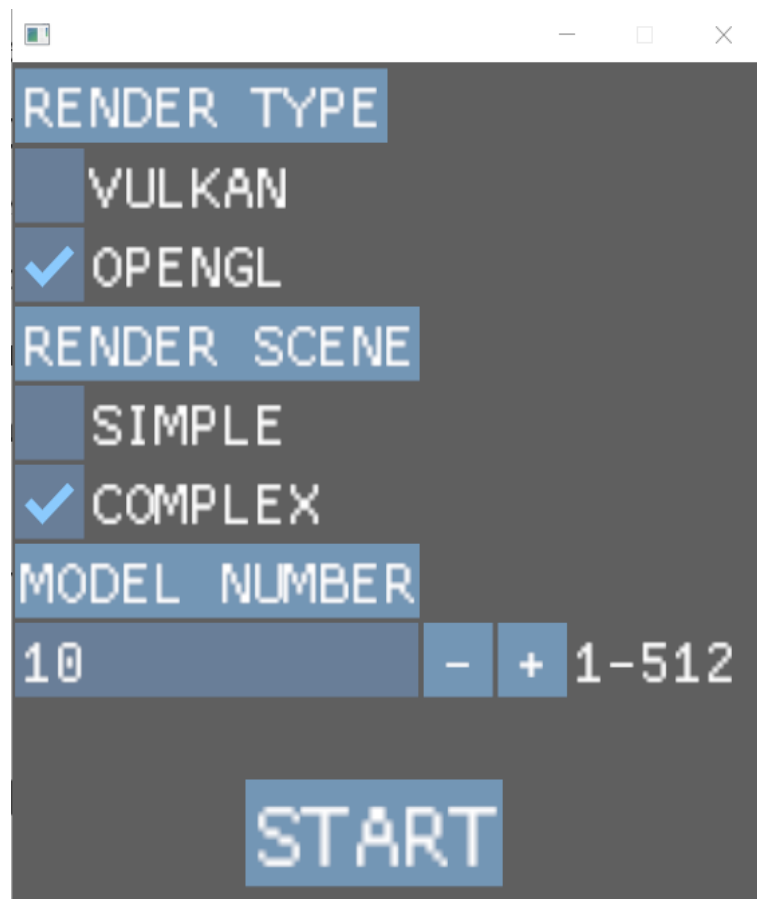 RENDER TYPE
VULKAN
OPENGL
RENDER SCENE
SIMPLE
COMPLEX
MODEL NUMBER
10 - + 1-512
START